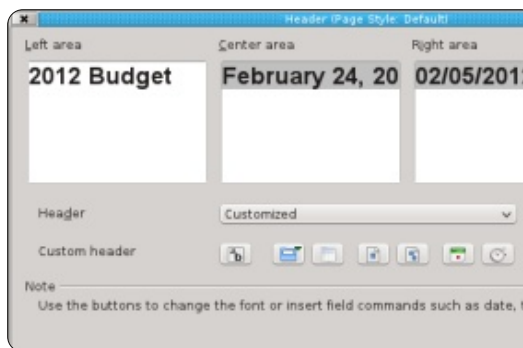 Header (Page Style: Default)
Left area Center area Right area
2012 Budget February 24, 20 02/05/2012
Header Customized
Custom header
Note
Use the buttons to change the font or insert field commands such as date, t